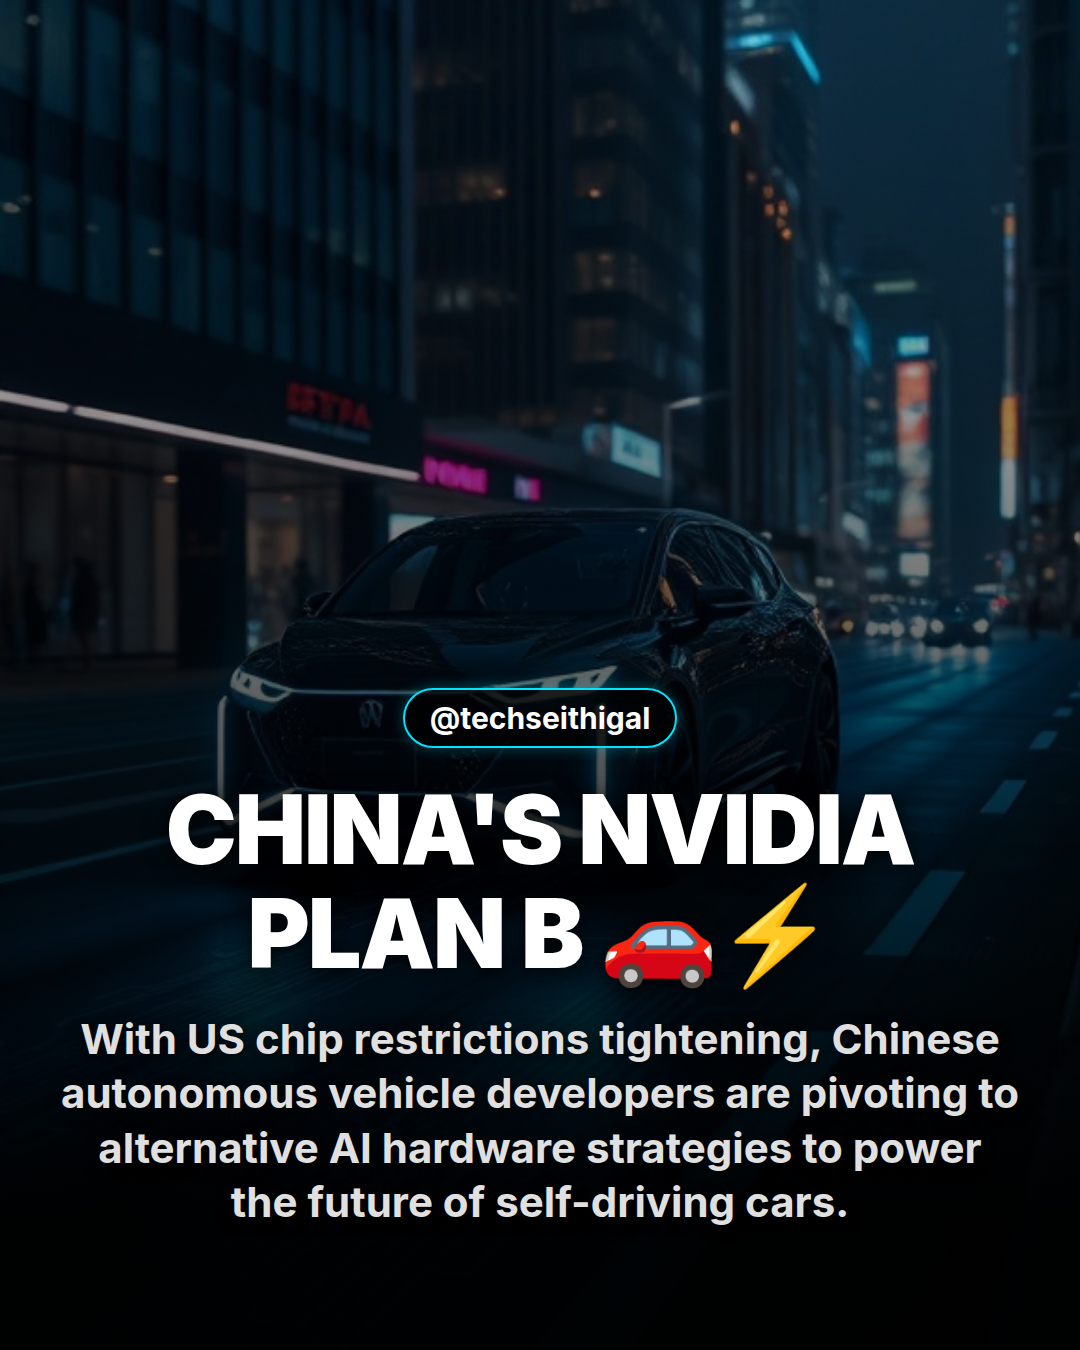 @techseithigal
CHINA'S NVIDIA
PLAN B 🚗⚡
With US chip restrictions tightening, Chinese
autonomous vehicle developers are pivoting to
alternative AI hardware strategies to power
the future of self-driving cars.